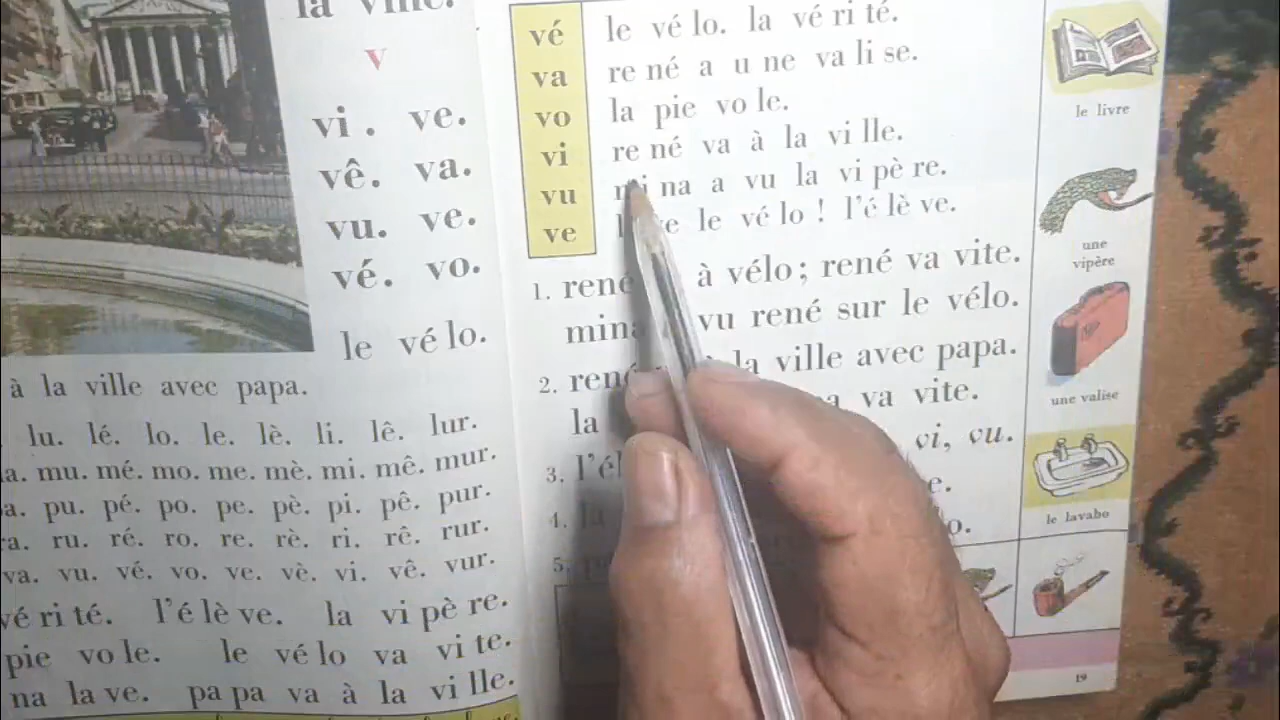 la ville.
v
vi. ve.
vê. va.
vu. ve.
vé. vo.
le vé lo.
à la ville avec papa.
lu. lé. lo. le. lè. li. lê. lur.
mu. mé. mo. me. mè. mi. mê. mur.
pu. pé. po. pe. pè. pi. pê. pur.
ru. ré. ro. re. rè. ri. rê. rur.
va. vu. vé. vo. ve. vè. vi. vê. vur.
vé ri té. l'é lè ve. la vi pè re.
pie vo le. le vé lo va vi te.
na la ve. pa pa va à la vi lle.
vé le vé lo. la vé ri té.
va re né a u ne va li se.
vo la pie vo le.
vi re né va à la vi lle.
vu mi na a vu la vi pè re.
ve le vé lo ! l'é lè ve.
1. rené à vélo ; rené va vite.
mina vu rené sur le vélo.
2. rené la ville avec papa.
la va vite.
3. vi, vu.
4. la
5.
le livre
une
vipère
une valise
le lavabo
19